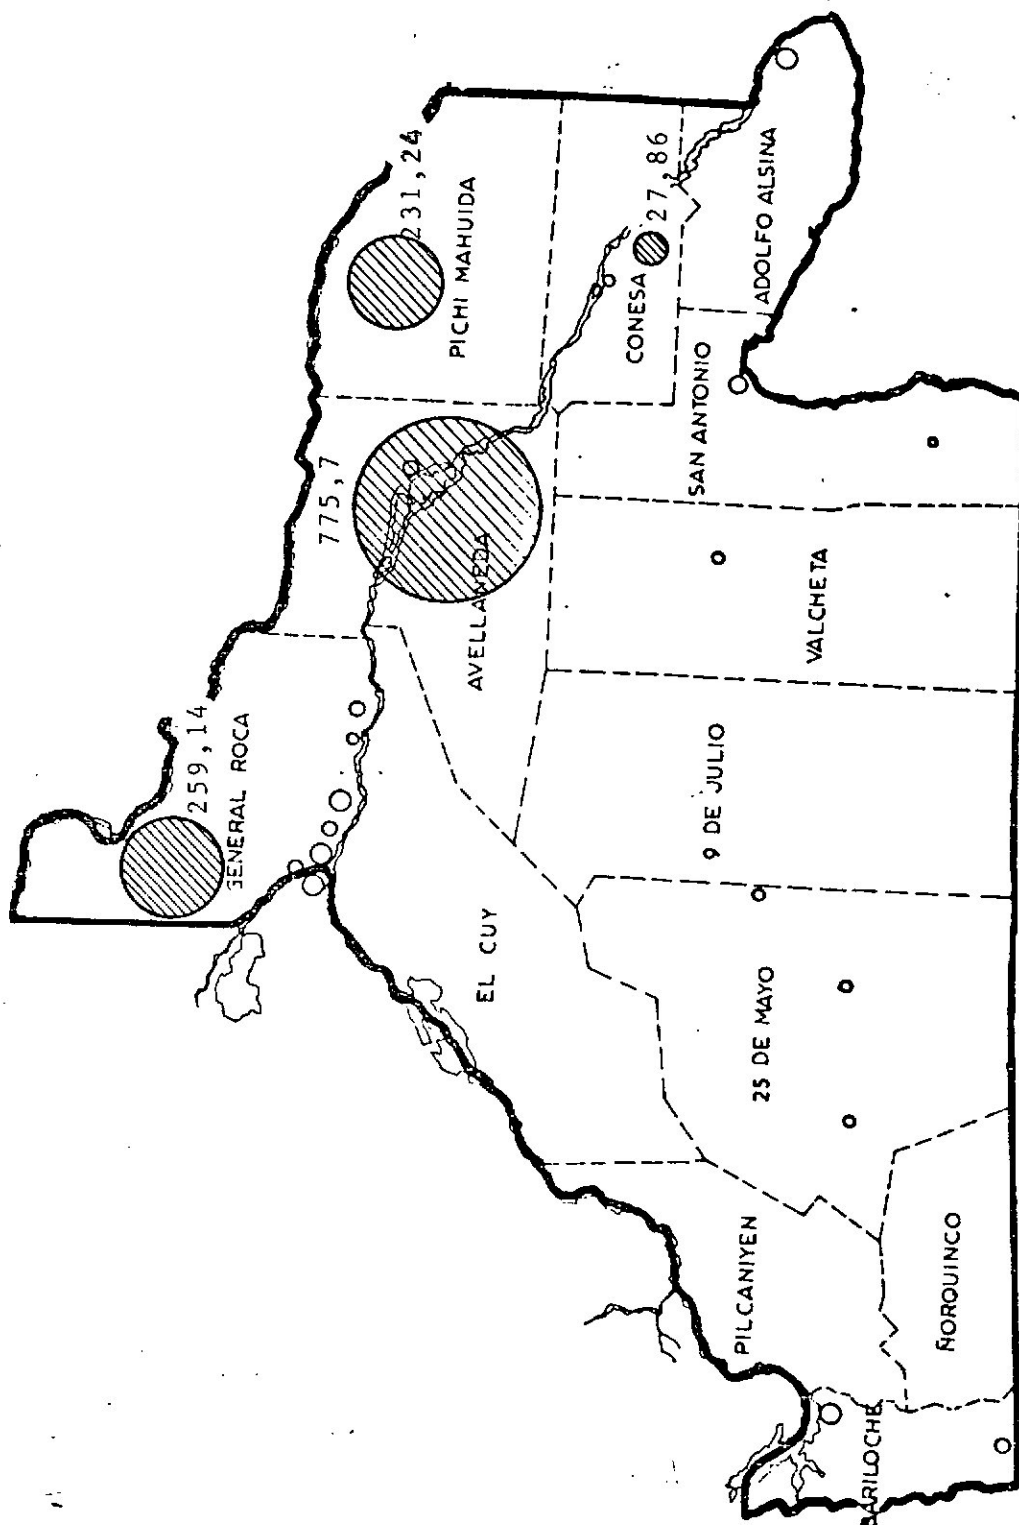 259,14
GENERAL ROCA
775,7
AVELLANEDA
231,24
PICHI MAHUIDA
27,86
CONESA
ADOLFO ALSINA
SAN ANTONIO
VALCHETA
9 DE JULIO
EL CUY
25 DE MAYO
PILCANIYEN
ÑORQUINCO
BARILOCHE